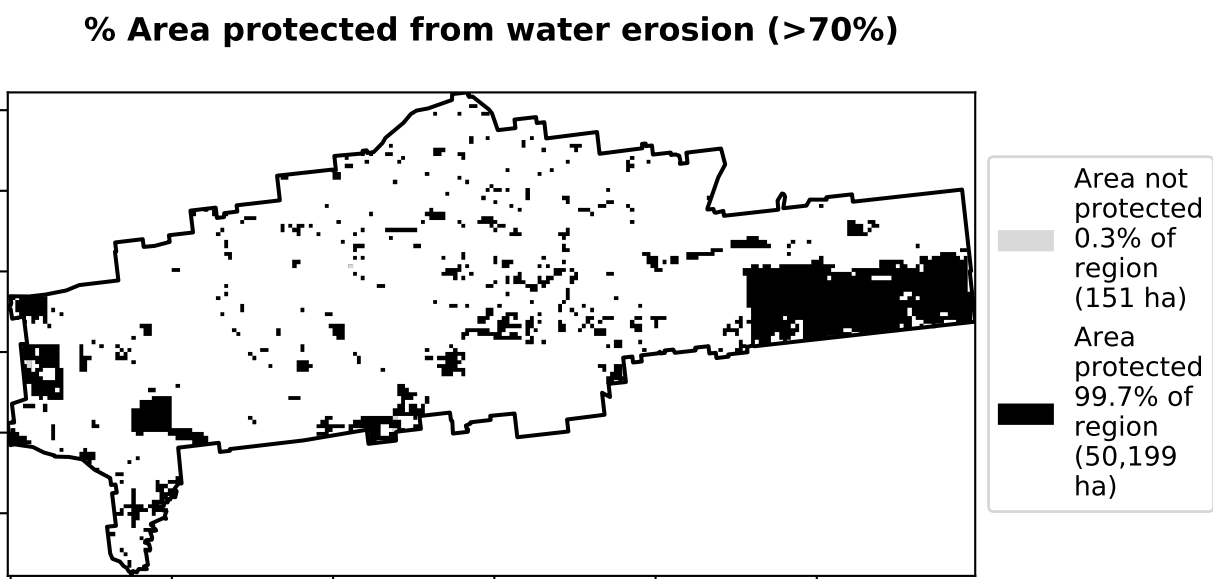 % Area protected from water erosion (>70%)
Area not
protected
0.3% of
region
(151 ha)
Area
protected
99.7% of
region
(50,199
ha)